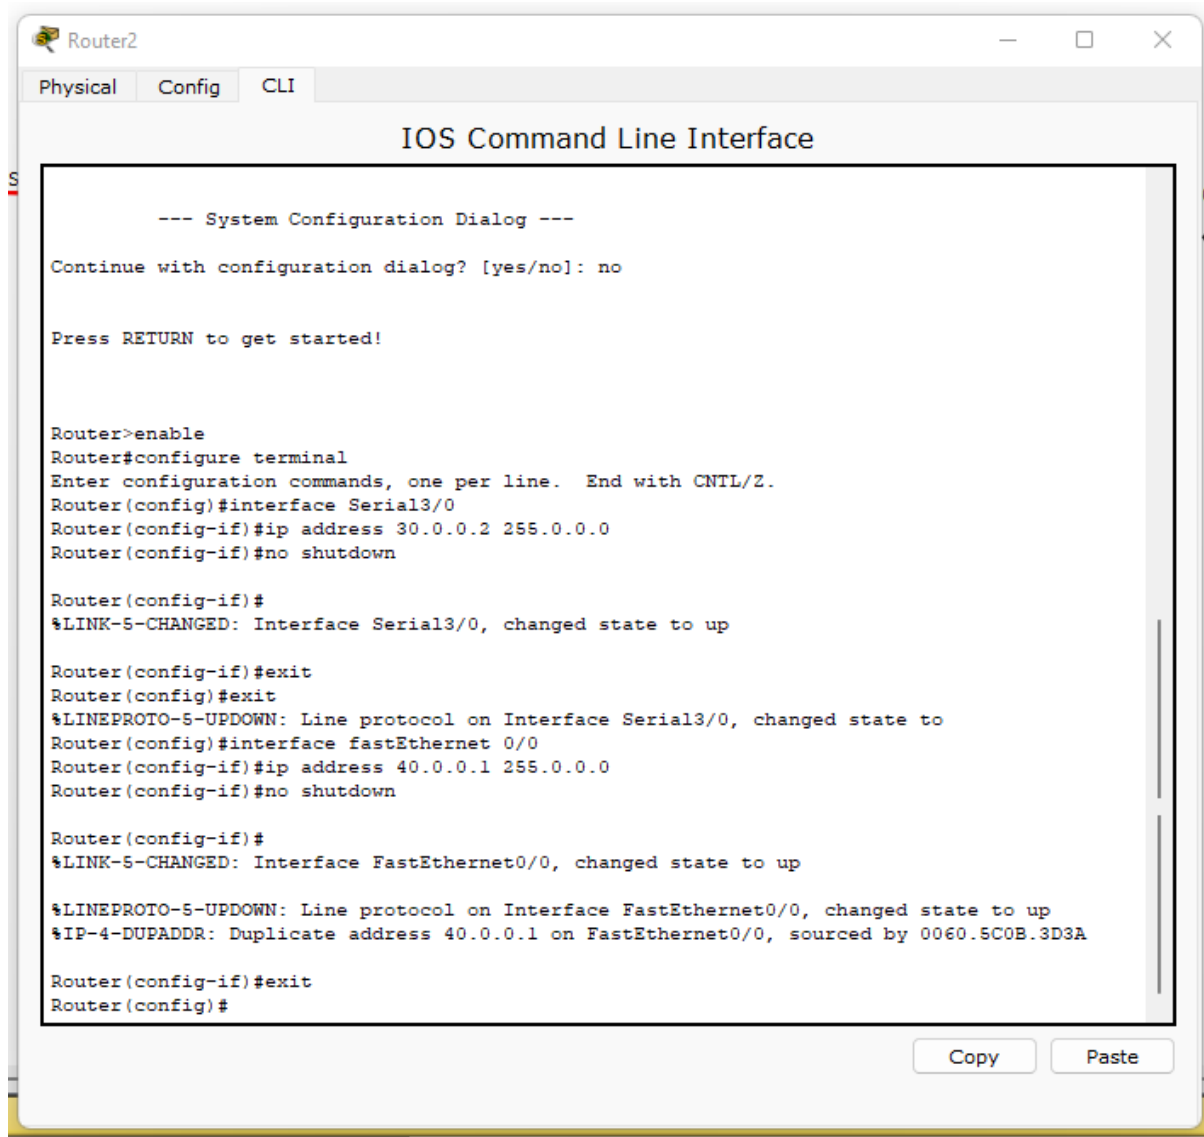 Router2
Physical Config CLI
IOS Command Line Interface
--- System Configuration Dialog ---
Continue with configuration dialog? [yes/no]: no
Press RETURN to get started!
Router>enable
Router#configure terminal
Enter configuration commands, one per line.  End with CNTL/Z.
Router(config)#interface Serial3/0
Router(config-if)#ip address 30.0.0.2 255.0.0.0
Router(config-if)#no shutdown
Router(config-if)#
%LINK-5-CHANGED: Interface Serial3/0, changed state to up
Router(config-if)#exit
Router(config)#exit
%LINEPROTO-5-UPDOWN: Line protocol on Interface Serial3/0, changed state to
Router(config)#interface fastEthernet 0/0
Router(config-if)#ip address 40.0.0.1 255.0.0.0
Router(config-if)#no shutdown
Router(config-if)#
%LINK-5-CHANGED: Interface FastEthernet0/0, changed state to up
%LINEPROTO-5-UPDOWN: Line protocol on Interface FastEthernet0/0, changed state to up
%IP-4-DUPADDR: Duplicate address 40.0.0.1 on FastEthernet0/0, sourced by 0060.5C0B.3D3A
Router(config-if)#exit
Router(config)#
Copy Paste